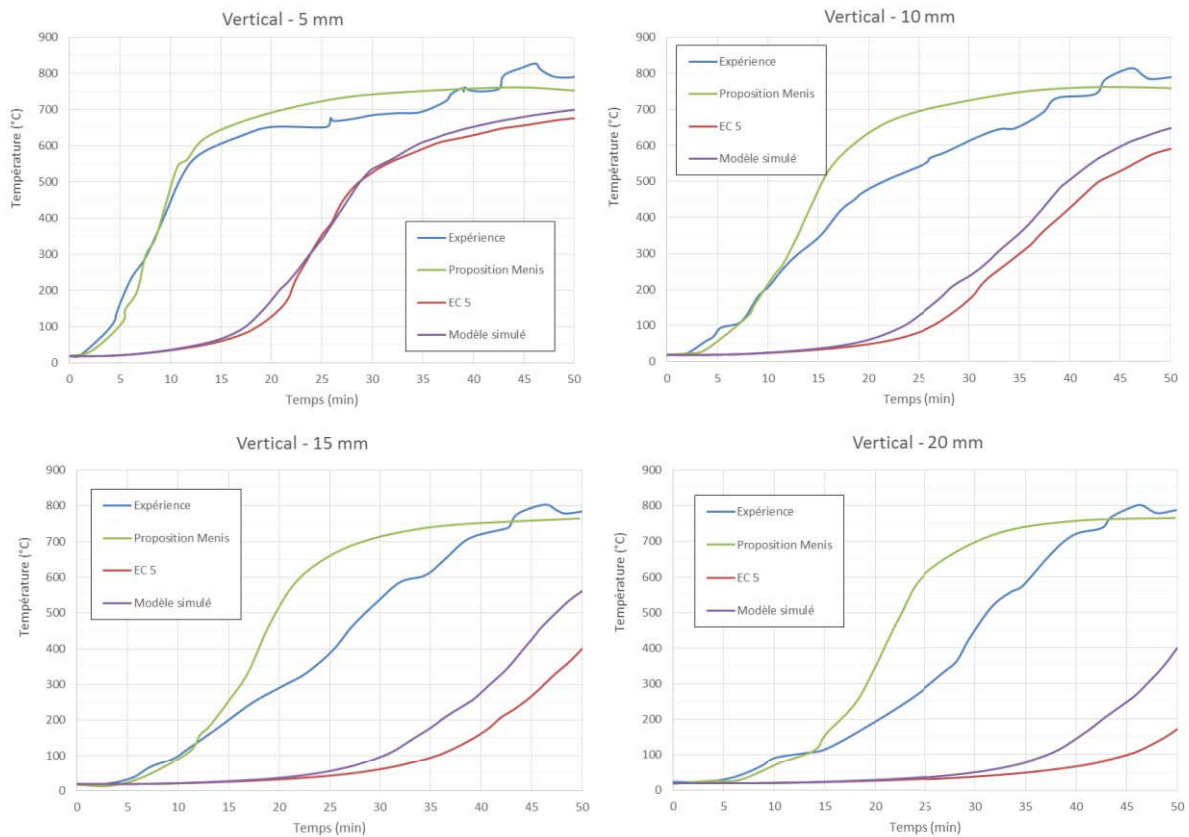 Vertical - 5 mm
Température (°C)
900
800
700
600
500
400
300
200
100
0
Expérience
Proposition Menis
EC 5
Modèle simulé
0 5 10 15 20 25 30 35 40 45 50
Temps (min)
Vertical - 10 mm
Température (°C)
900
800
700
600
500
400
300
200
100
0
Expérience
Proposition Menis
EC 5
Modèle simulé
0 5 10 15 20 25 30 35 40 45 50
Temps (min)
Vertical - 15 mm
Température (°C)
900
800
700
600
500
400
300
200
100
0
Expérience
Proposition Menis
EC 5
Modèle simulé
0 5 10 15 20 25 30 35 40 45 50
Temps (min)
Vertical - 20 mm
Température (°C)
900
800
700
600
500
400
300
200
100
0
Expérience
Proposition Menis
EC 5
Modèle simulé
0 5 10 15 20 25 30 35 40 45 50
Temps (min)